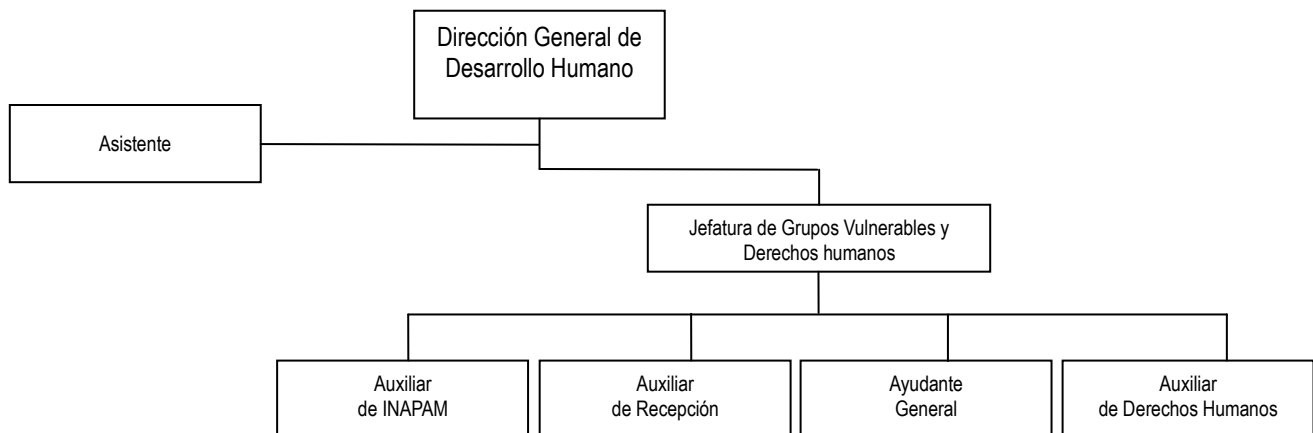 Dirección General de
Desarrollo Humano
Asistente
Jefatura de Grupos Vulnerables y
Derechos humanos
Auxiliar
de INAPAM
Auxiliar
de Recepción
Ayudante
General
Auxiliar
de Derechos Humanos